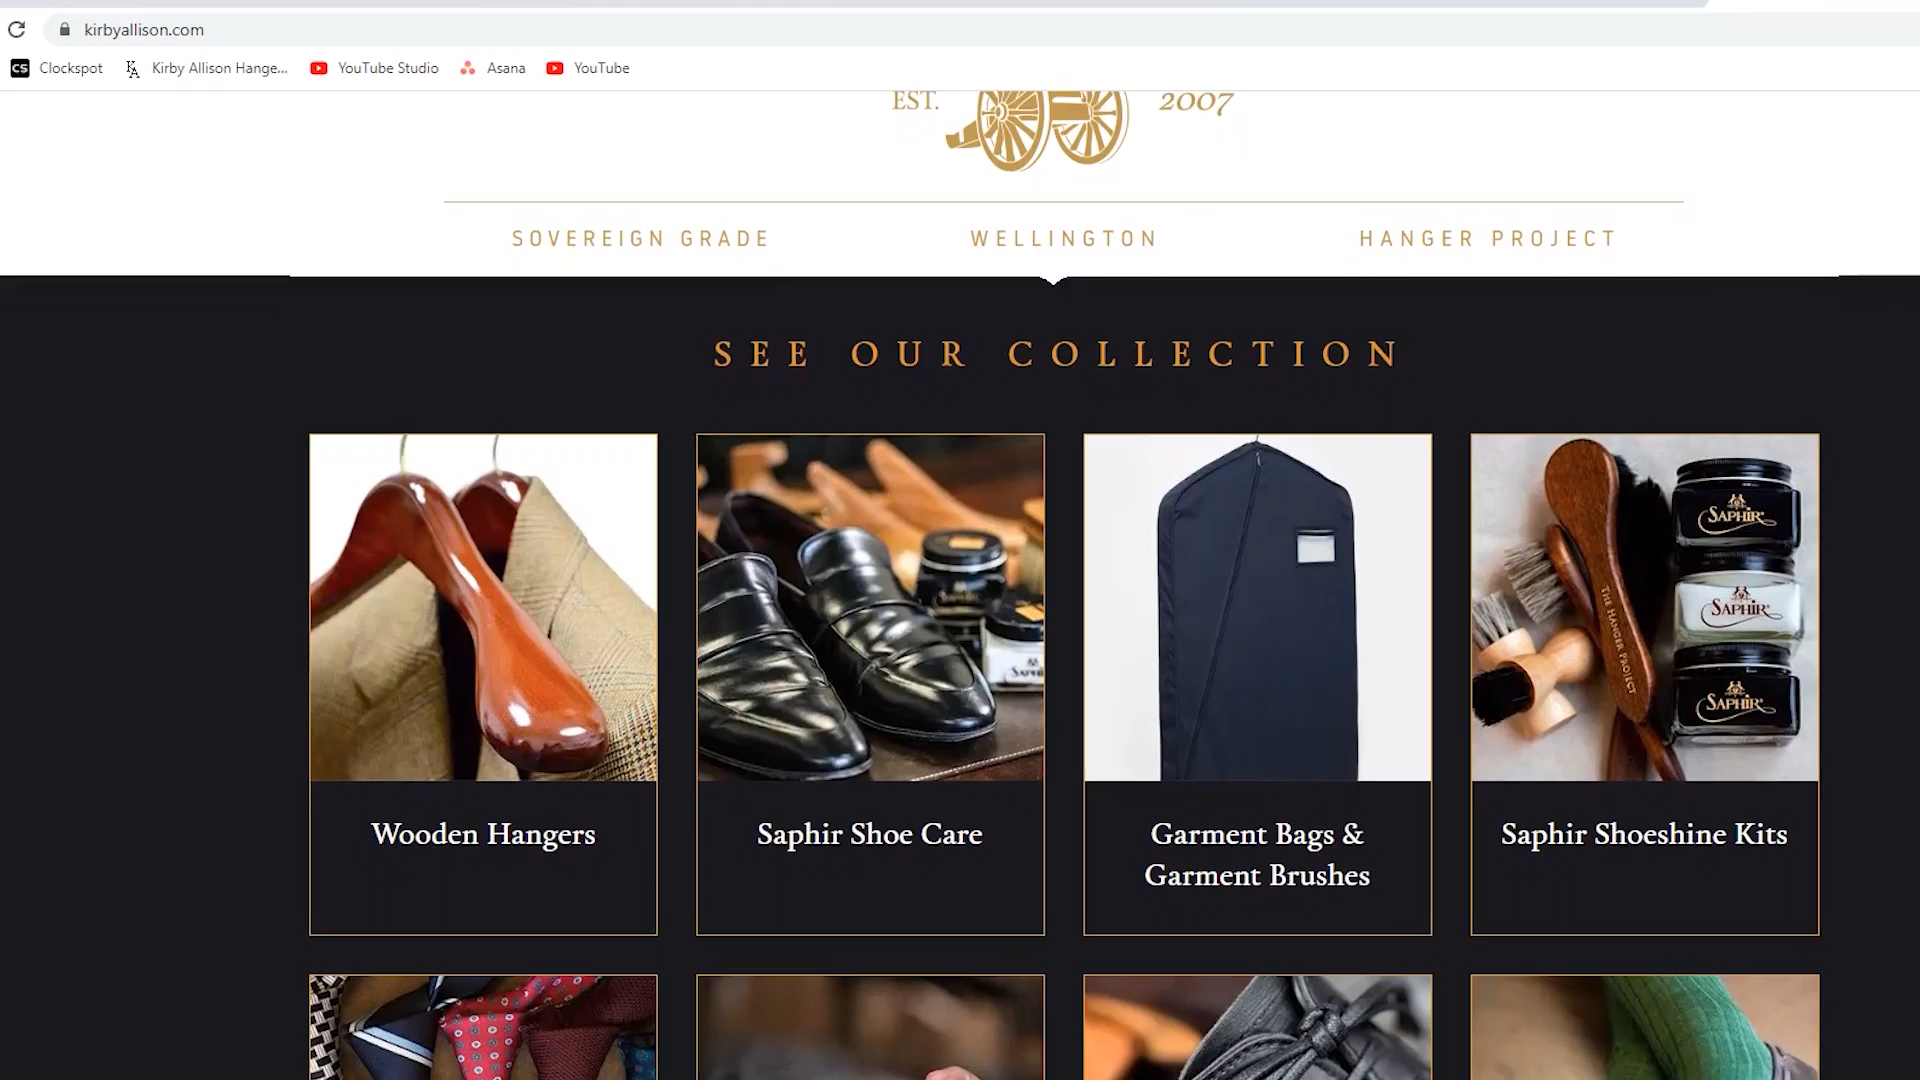 kirbyallison.com
CS Clockspot KA Kirby Allison Hange... YouTube Studio Asana YouTube
EST. 2007
SOVEREIGN GRADE WELLINGTON HANGER PROJECT
SEE OUR COLLECTION
SAPHIR
SAPHIR
SAPHIR
THE HANGER PROJECT
Wooden Hangers
Saphir Shoe Care
Garment Bags &
Garment Brushes
Saphir Shoeshine Kits